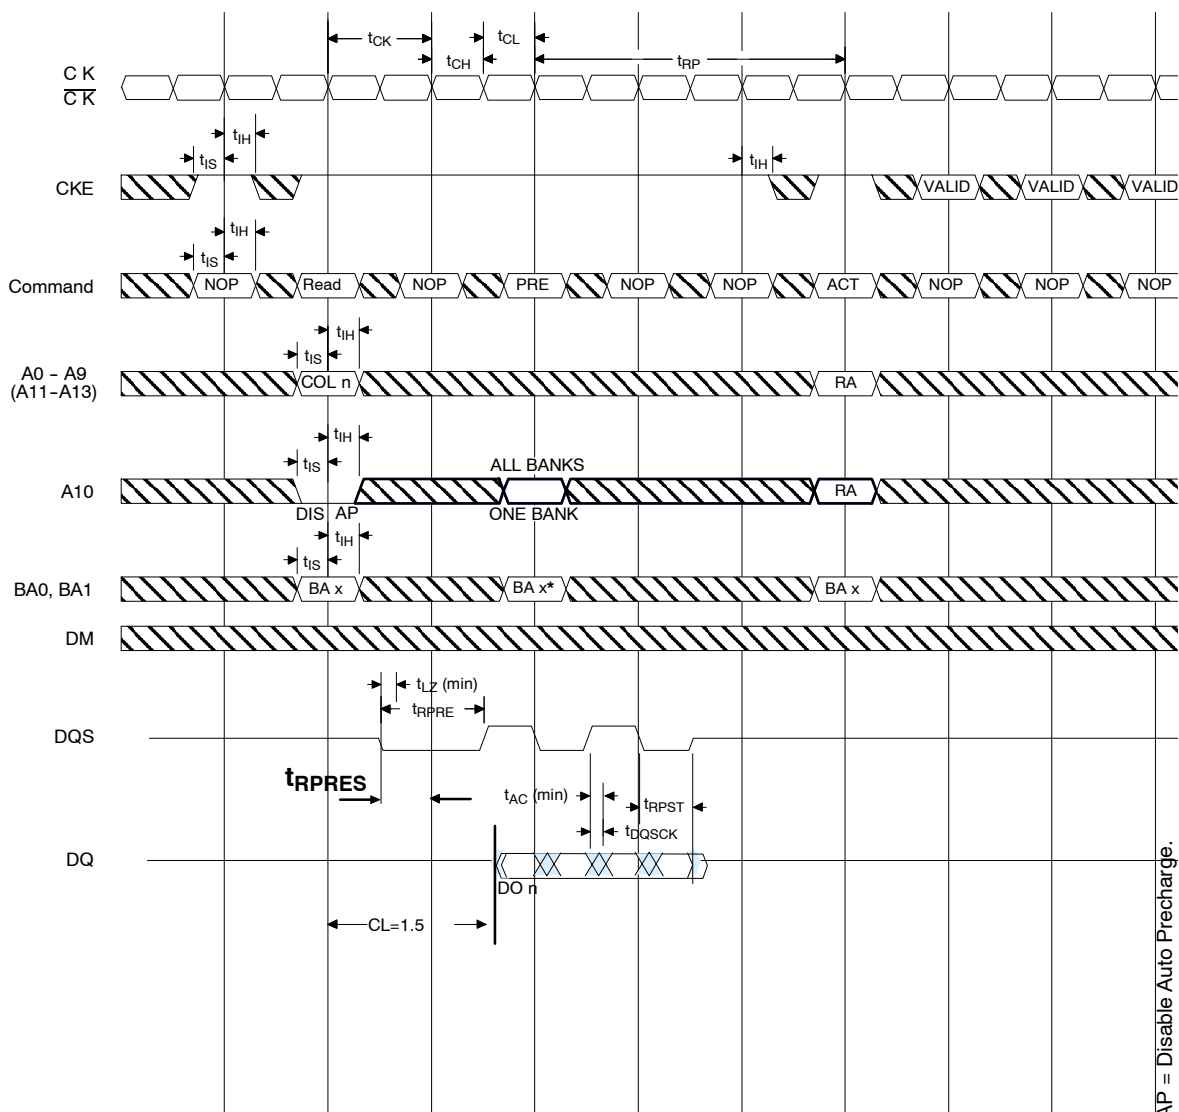 tCK
tCL
tCH
tRP
C K
C K
tIH
tIS
tIH
CKE
VALID
VALID
VALID
tIH
tIS
Command
NOP
Read
NOP
PRE
NOP
NOP
ACT
NOP
NOP
NOP
tIH
tIS
A0 - A9
(A11-A13)
COL n
RA
tIH
tIS
ALL BANKS
A10
RA
DIS AP
ONE BANK
tIH
tIS
BA0, BA1
BA x
BA x*
BA x
DM
tLZ (min)
tRPRE
DQS
tRPRES
tAC (min)
tRPST
tDQSCK
DQ
DO n
CL=1.5
AP = Disable Auto Precharge.